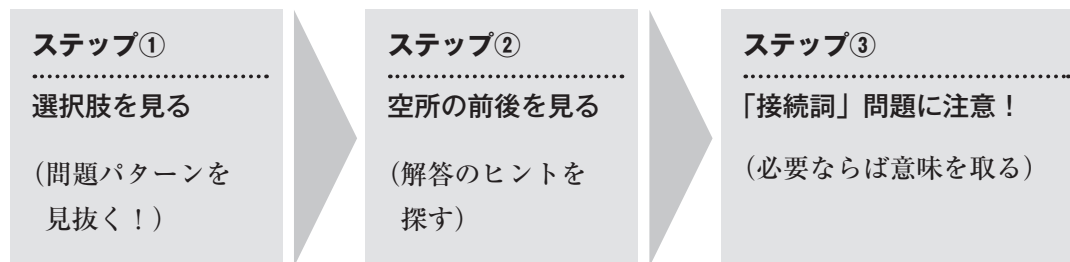 ステップ①
選択肢を見る
（問題パターンを
見抜く！）
ステップ②
空所の前後を見る
（解答のヒントを
探す）
ステップ③
「接続詞」問題に注意！
（必要ならば意味を取る）